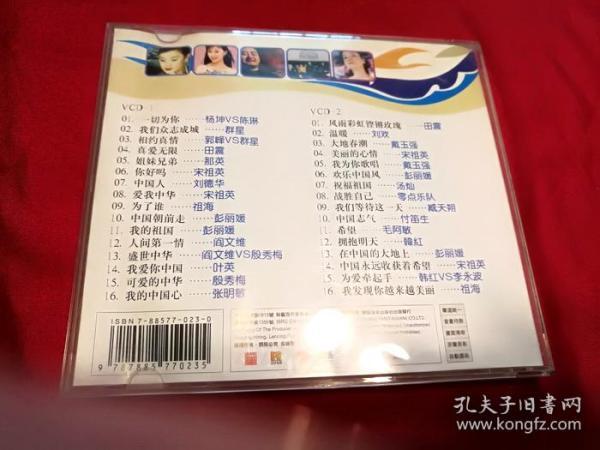 VCD-1
01. 一切为你……杨坤VS陈琳
02. 我们众志成城……群星
03. 相约真情……郭峰VS群星
04. 真爱无限……田震
05. 姐妹兄弟……那英
06. 你好吗……宋祖英
07. 中国人……刘德华
08. 爱我中华……宋祖英
09. 为了谁……祖海
10. 中国朝前走……彭丽媛
11. 我的祖国……彭丽媛
12. 人间第一情……阎文维
13. 盛世中华……阎文维VS殷秀梅
14. 我爱你中国……叶英
15. 可爱的中华……殷秀梅
16. 我的中国心……张明敏
VCD-2
01. 风雨彩虹铿锵玫瑰……田震
02. 温暖……刘欢
03. 大地春潮……戴玉强
04. 美丽的心情……宋祖英
05. 我为你歌唱……戴玉强
06. 欢乐中国风……彭丽媛
07. 祝福祖国……汤灿
08. 战胜自己……零点乐队
09. 我们等待这一天……臧天朔
10. 中国志气……付笛生
11. 希望……毛阿敏
12. 拥抱明天……韓紅
13. 在中国的大地上……彭丽媛
14. 中国永远收获着希望……宋祖英
15. 为爱牵起手……韩红VS李永波
16. 我发现你越来越美丽……祖海
ISBN7-88577-023-0
9 787885 770235
孔夫子旧書网
www.kongfz.com